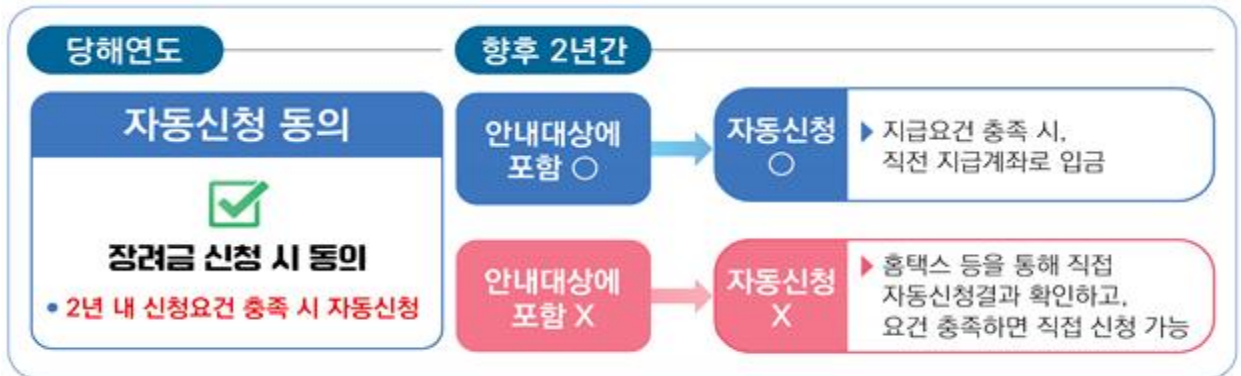 당해연도
자동신청 동의
장려금 신청 시 동의
• 2년 내 신청요건 충족 시 자동신청
향후 2년간
안내대상에
포함 ○
자동신청
○
▶ 지급요건 충족 시,
직전 지급계좌로 입금
안내대상에
포함 X
자동신청
X
▶ 홈택스 등을 통해 직접
자동신청결과 확인하고,
요건 충족하면 직접 신청 가능